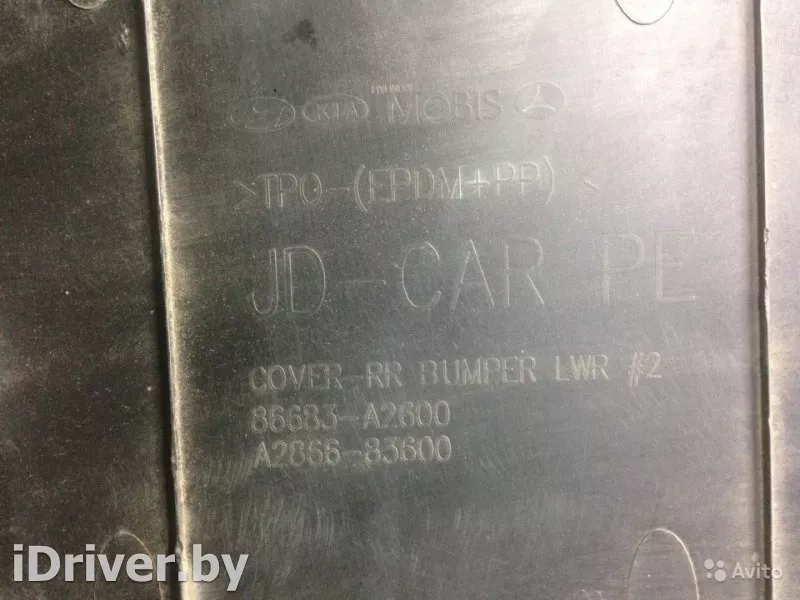 HYUNDAI
KIA MOBIS
>TPO-(EPDM+PP)<
JD-CAR PE
COVER-RR BUMPER LWR #2
86683-A2600
A2866-83600
iDriver.by
Avito